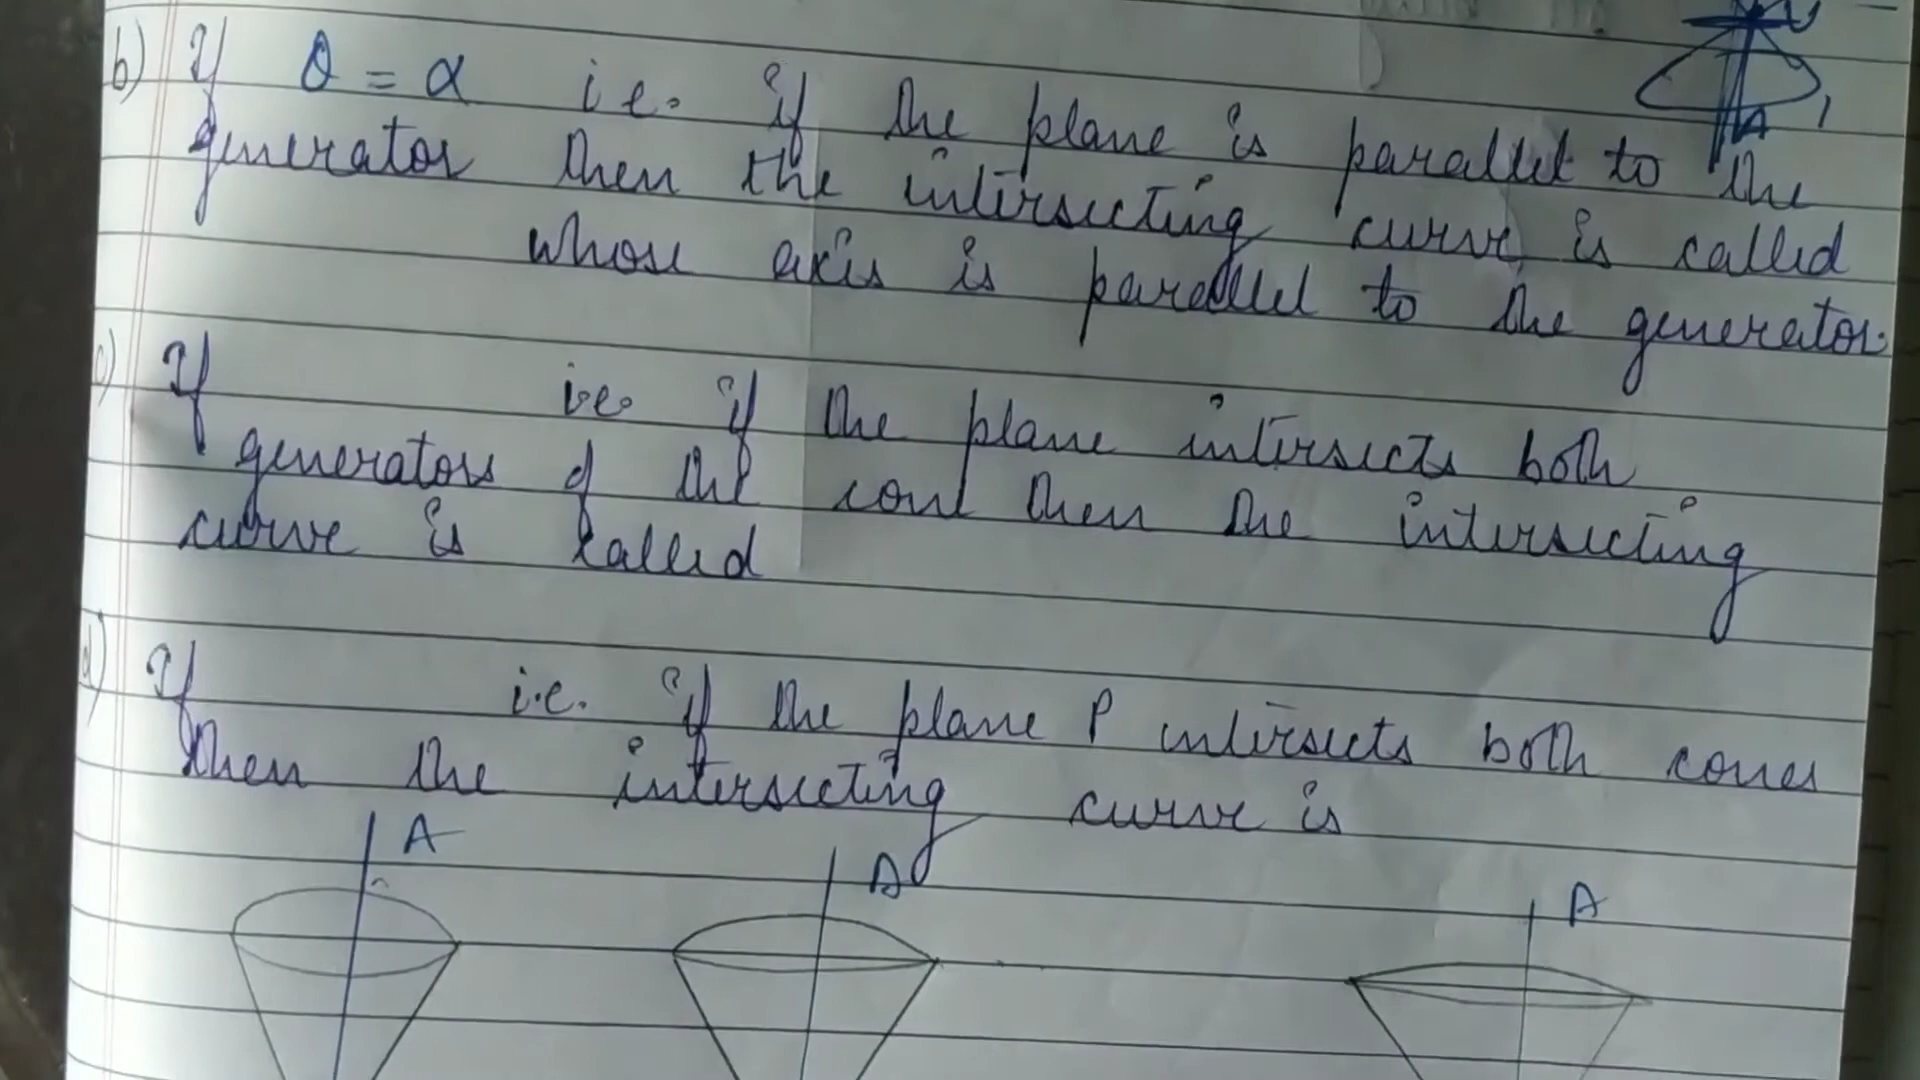 b) If θ = α i.e. if the plane is parallel to the
generator then the intersecting curve is called
whose axis is parallel to the generator.
c) If i.e. if the plane intersects both
generators of the cone then the intersecting
curve is called
d) If i.e. if the plane P intersects both cones
then the intersecting curve is
A
A
A
A